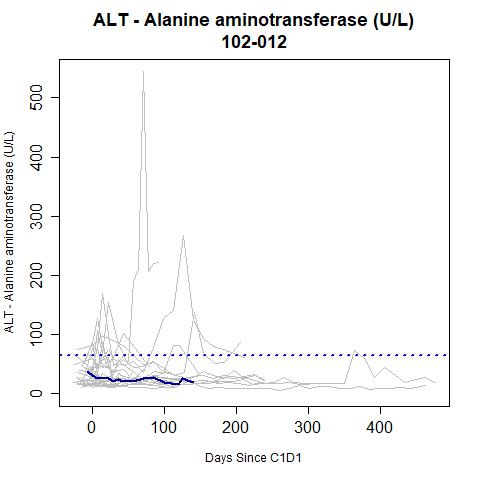 ALT - Alanine aminotransferase (U/L)
102-012
ALT - Alanine aminotransferase (U/L)
500
400
300
200
100
0
0 100 200 300 400
Days Since C1D1